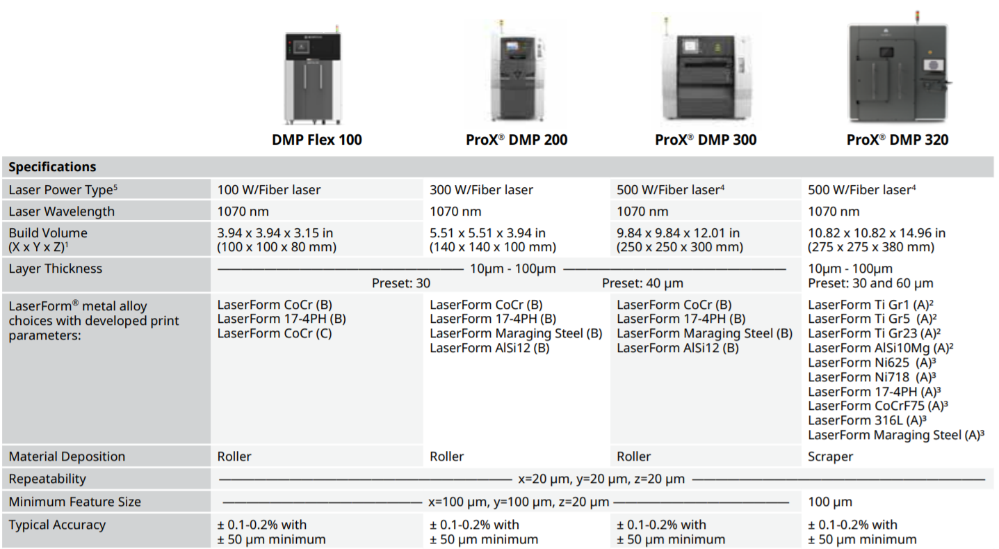 DMP Flex 100
ProX® DMP 200
ProX® DMP 300
ProX® DMP 320
Specifications
Laser Power Type⁵ 100 W/Fiber laser 300 W/Fiber laser 500 W/Fiber laser⁴ 500 W/Fiber laser⁴
Laser Wavelength 1070 nm 1070 nm 1070 nm 1070 nm
Build Volume 3.94 x 3.94 x 3.15 in 5.51 x 5.51 x 3.94 in 9.84 x 9.84 x 12.01 in 10.82 x 10.82 x 14.96 in
(X x Y x Z)¹ (100 x 100 x 80 mm) (140 x 140 x 100 mm) (250 x 250 x 300 mm) (275 x 275 x 380 mm)
Layer Thickness 10µm - 100µm 10µm - 100µm
Preset: 30 Preset: 40 µm Preset: 30 and 60 µm
LaserForm® metal alloy LaserForm CoCr (B) LaserForm CoCr (B) LaserForm CoCr (B) LaserForm Ti Gr1 (A)²
choices with developed print LaserForm 17-4PH (B) LaserForm 17-4PH (B) LaserForm 17-4PH (B) LaserForm Ti Gr5 (A)²
parameters: LaserForm CoCr (C) LaserForm Maraging Steel (B) LaserForm Maraging Steel (B) LaserForm Ti Gr23 (A)²
LaserForm AlSi12 (B) LaserForm AlSi12 (B) LaserForm AlSi10Mg (A)²
LaserForm Ni625 (A)³
LaserForm Ni718 (A)³
LaserForm 17-4PH (A)³
LaserForm CoCrF75 (A)³
LaserForm 316L (A)³
LaserForm Maraging Steel (A)³
Material Deposition Roller Roller Roller Scraper
Repeatability x=20 µm, y=20 µm, z=20 µm
Minimum Feature Size x=100 µm, y=100 µm, z=20 µm 100 µm
Typical Accuracy ± 0.1-0.2% with ± 0.1-0.2% with ± 0.1-0.2% with ± 0.1-0.2% with
± 50 µm minimum ± 50 µm minimum ± 50 µm minimum ± 50 µm minimum